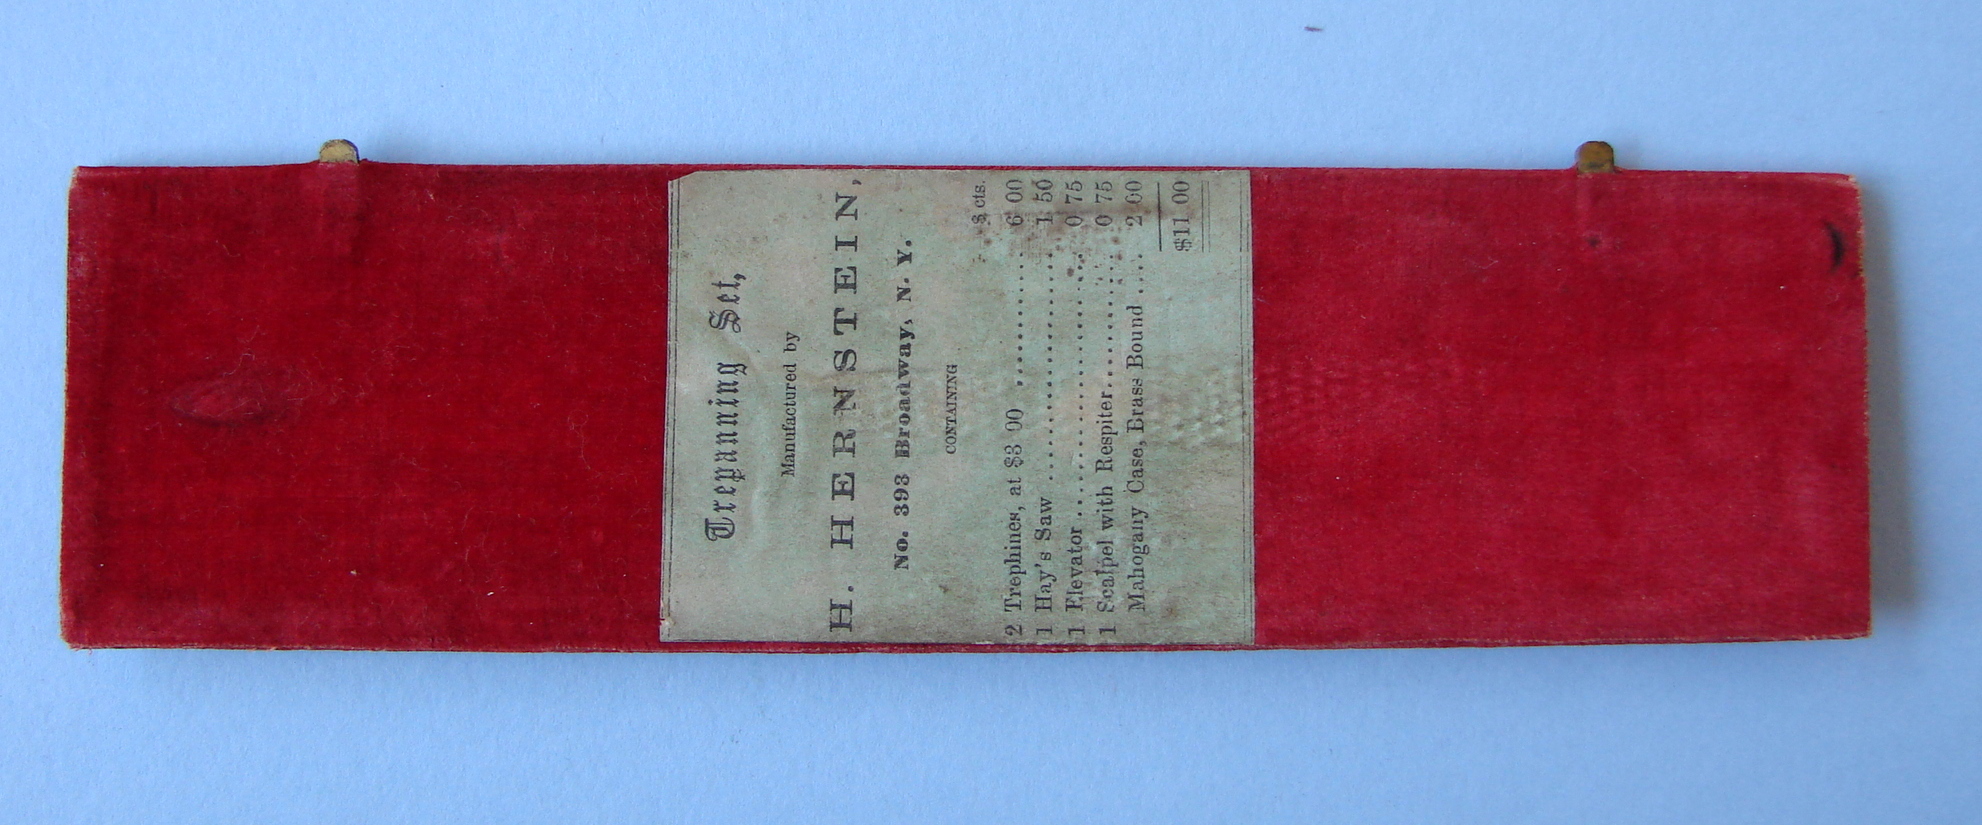 Trepanning Set,
Manufactured by
H. HERNSTEIN,
No. 393 Broadway, N. Y.
CONTAINING
$ cts.
2 Trephines, at $3 00 ............ 6 00
1 Hay's Saw ........................ 1 50
1 Elevator ........................... 0 75
1 Scalpel with Respiter............ 0 75
Mahogany Case, Brass Bound .... 2 00
$11 00